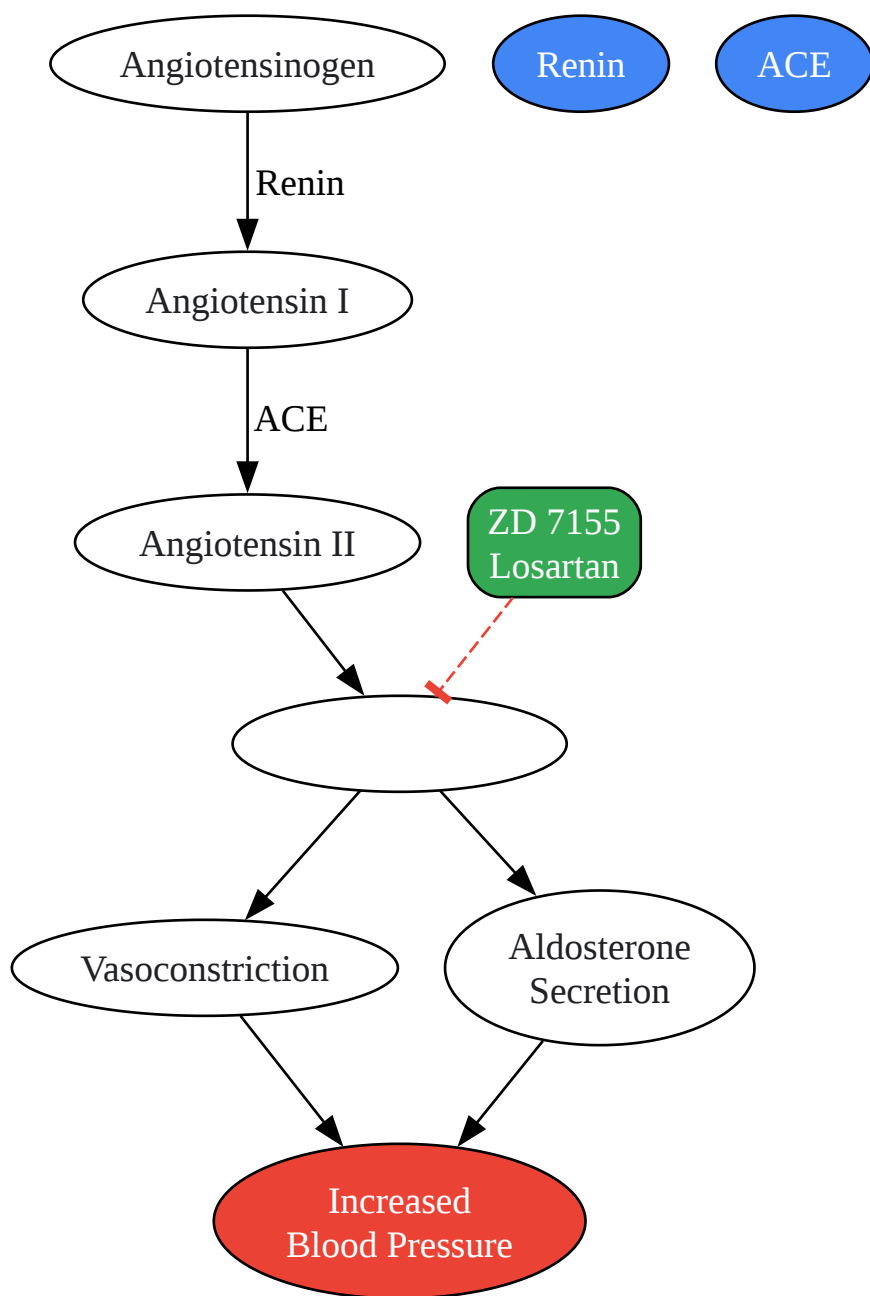 Angiotensinogen
Renin
ACE
Renin
Angiotensin I
ACE
Angiotensin II
ZD 7155
Losartan
Vasoconstriction
Aldosterone
Secretion
Increased
Blood Pressure